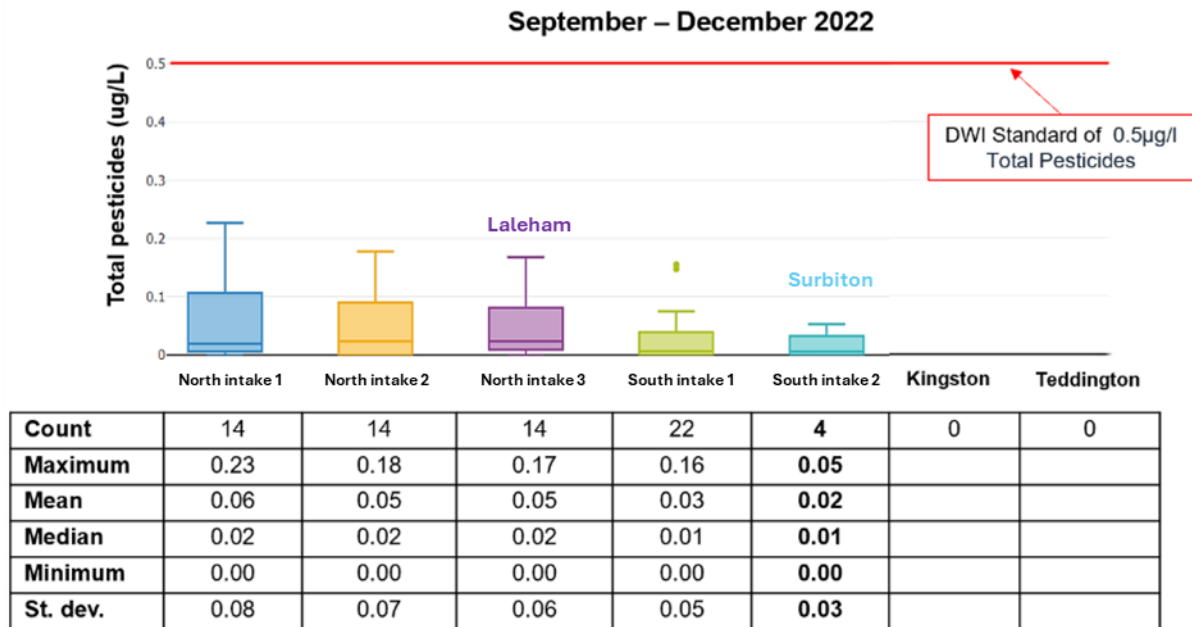 September – December 2022
Total pesticides (ug/L)
0.5
0.4
0.3
0.2
0.1
0
DWI Standard of 0.5µg/l
Total Pesticides
Laleham
Surbiton
North intake 1 North intake 2 North intake 3 South intake 1 South intake 2 Kingston Teddington
Count 14 14 14 22 4 0 0
Maximum 0.23 0.18 0.17 0.16 0.05
Mean 0.06 0.05 0.05 0.03 0.02
Median 0.02 0.02 0.02 0.01 0.01
Minimum 0.00 0.00 0.00 0.00 0.00
St. dev. 0.08 0.07 0.06 0.05 0.03